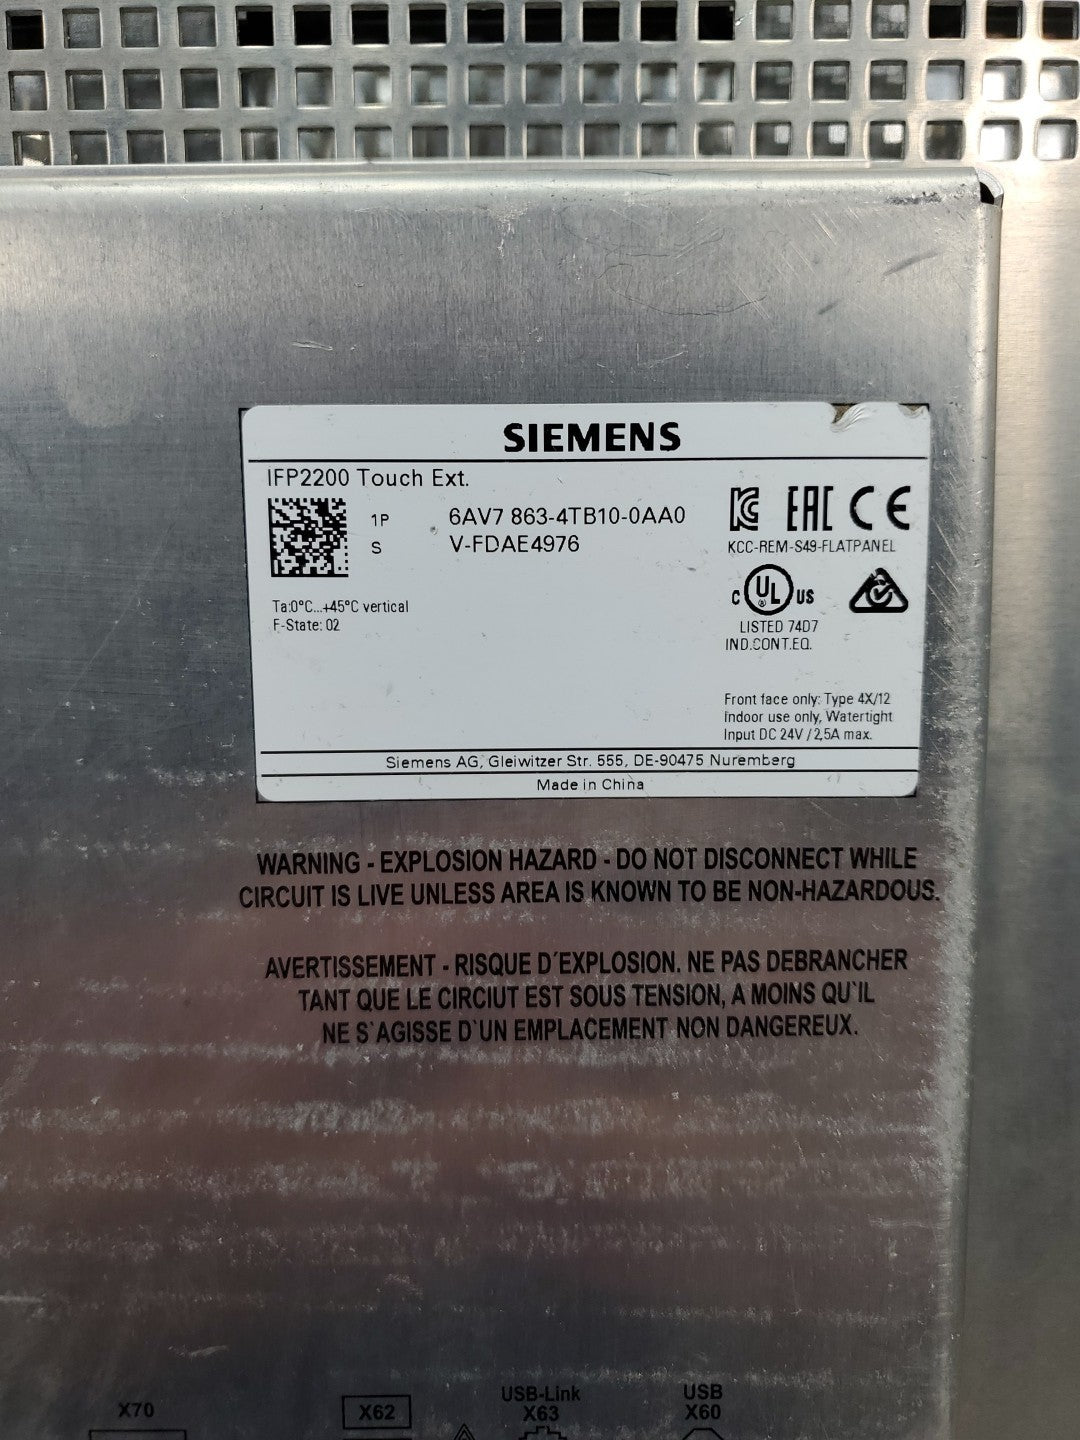 SIEMENS
IFP2200 Touch Ext.
1P 6AV7 863-4TB10-0AA0
S V-FDAE4976
EAC CE
KCC-REM-S49-FLATPANEL
Ta:0°C...+45°C vertical
F-State: 02
C UL US
LISTED 74D7
IND.CONT.EQ.
Front face only: Type 4X/12
Indoor use only, Watertight
Input DC 24V / 2,5A max.
Siemens AG, Gleiwitzer Str. 555, DE-90475 Nuremberg
Made in China
WARNING - EXPLOSION HAZARD - DO NOT DISCONNECT WHILE
CIRCUIT IS LIVE UNLESS AREA IS KNOWN TO BE NON-HAZARDOUS.
AVERTISSEMENT - RISQUE D´EXPLOSION. NE PAS DEBRANCHER
TANT QUE LE CIRCIUT EST SOUS TENSION, A MOINS QU`IL
NE S`AGISSE D`UN EMPLACEMENT NON DANGEREUX.
X70
X62
USB-Link
X63
USB
X60